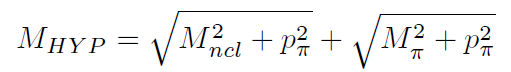 M_{HYP} = \sqrt{M_{ncl}^2 + p_{\pi}^2} + \sqrt{M_{\pi}^2 + p_{\pi}^2}